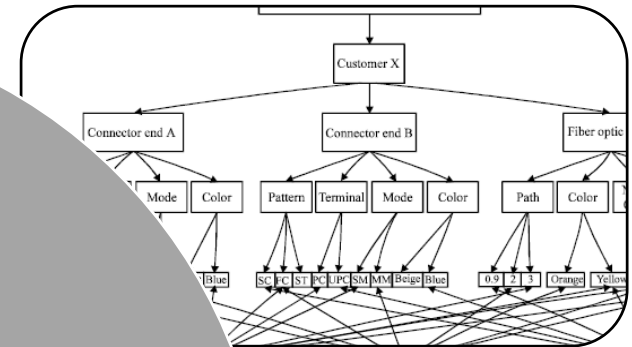 Customer X
Connector end A Connector end B Fiber optic
Mode Color Pattern Terminal Mode Color Path Color
Blue SC FC ST PC UPC SM MM Beige Blue 0.9 2 3 Orange Yellow